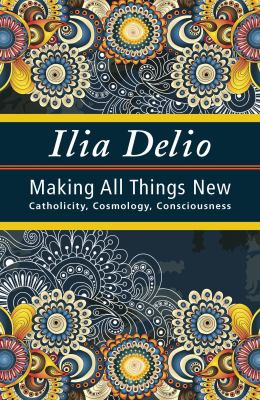 Ilia Delio
Making All Things New
Catholicity, Cosmology, Consciousness